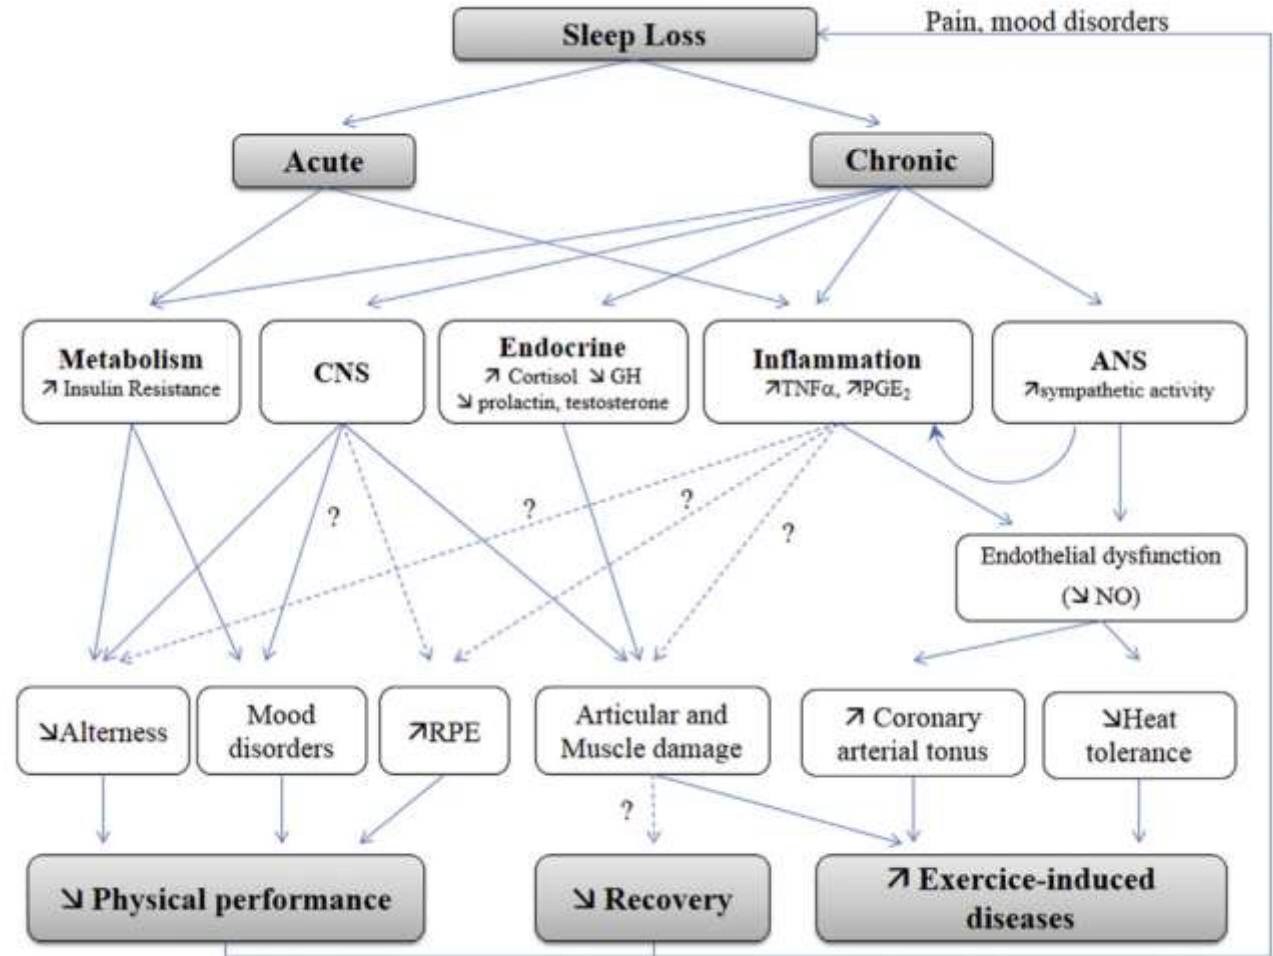 Pain, mood disorders
Sleep Loss
Acute
Chronic
Metabolism
↗ Insulin Resistance
CNS
Endocrine
↗ Cortisol ↘ GH
↘ prolactin, testosterone
Inflammation
↗TNFα, ↗PGE₂
ANS
↗sympathetic activity
?
?
?
?
Endothelial dysfunction
(↘ NO)
↘Alterness
Mood
disorders
↗RPE
Articular and
Muscle damage
↗ Coronary
arterial tonus
↘Heat
tolerance
?
↘ Physical performance
↘ Recovery
↗ Exercice-induced
diseases